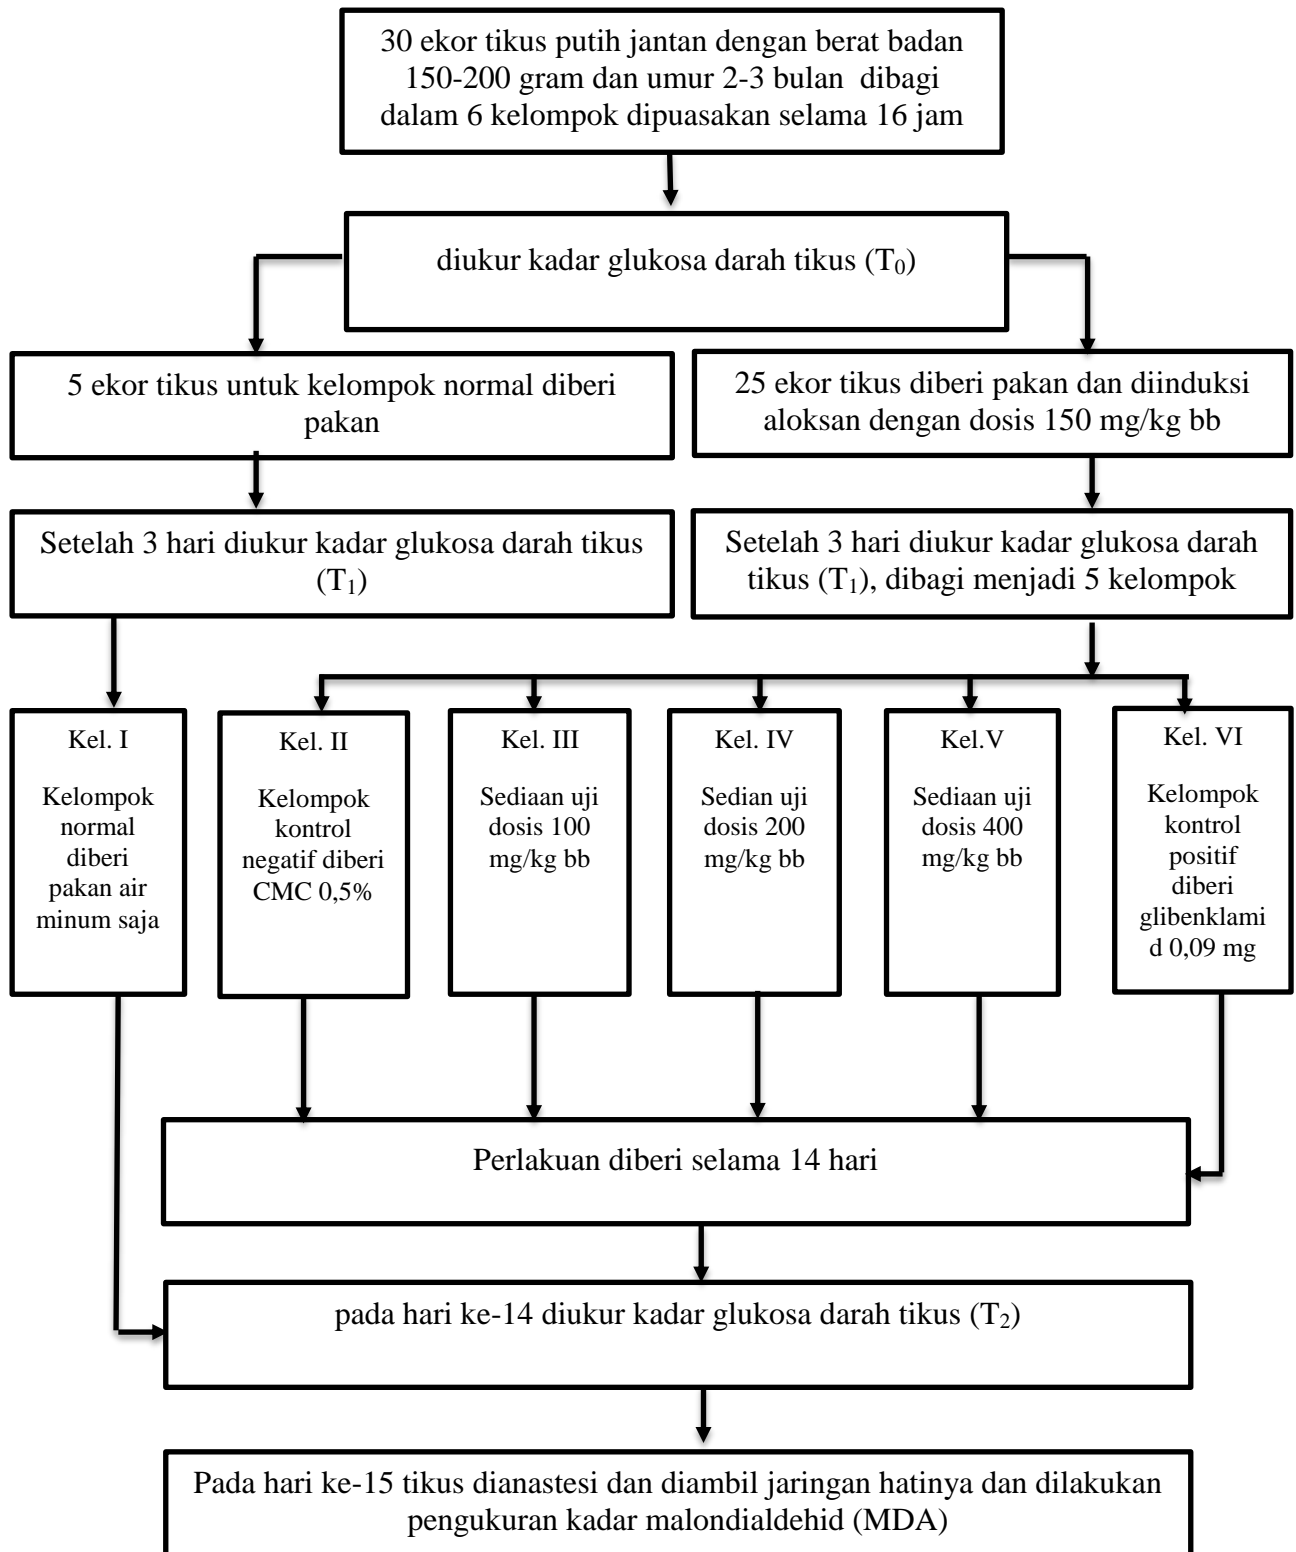 30 ekor tikus putih jantan dengan berat badan
150-200 gram dan umur 2-3 bulan dibagi
dalam 6 kelompok dipuasakan selama 16 jam
diukur kadar glukosa darah tikus (T₀)
5 ekor tikus untuk kelompok normal diberi
pakan
25 ekor tikus diberi pakan dan diinduksi
aloksan dengan dosis 150 mg/kg bb
Setelah 3 hari diukur kadar glukosa darah tikus
(T₁)
Setelah 3 hari diukur kadar glukosa darah
tikus (T₁), dibagi menjadi 5 kelompok
Kel. I
Kelompok
normal
diberi
pakan air
minum saja
Kel. II
Kelompok
kontrol
negatif diberi
CMC 0,5%
Kel. III
Sediaan uji
dosis 100
mg/kg bb
Kel. IV
Sedian uji
dosis 200
mg/kg bb
Kel.V
Sediaan uji
dosis 400
mg/kg bb
Kel. VI
Kelompok
kontrol
positif
diberi
glibenklami
d 0,09 mg
Perlakuan diberi selama 14 hari
pada hari ke-14 diukur kadar glukosa darah tikus (T₂)
Pada hari ke-15 tikus dianastesi dan diambil jaringan hatinya dan dilakukan
pengukuran kadar malondialdehid (MDA)